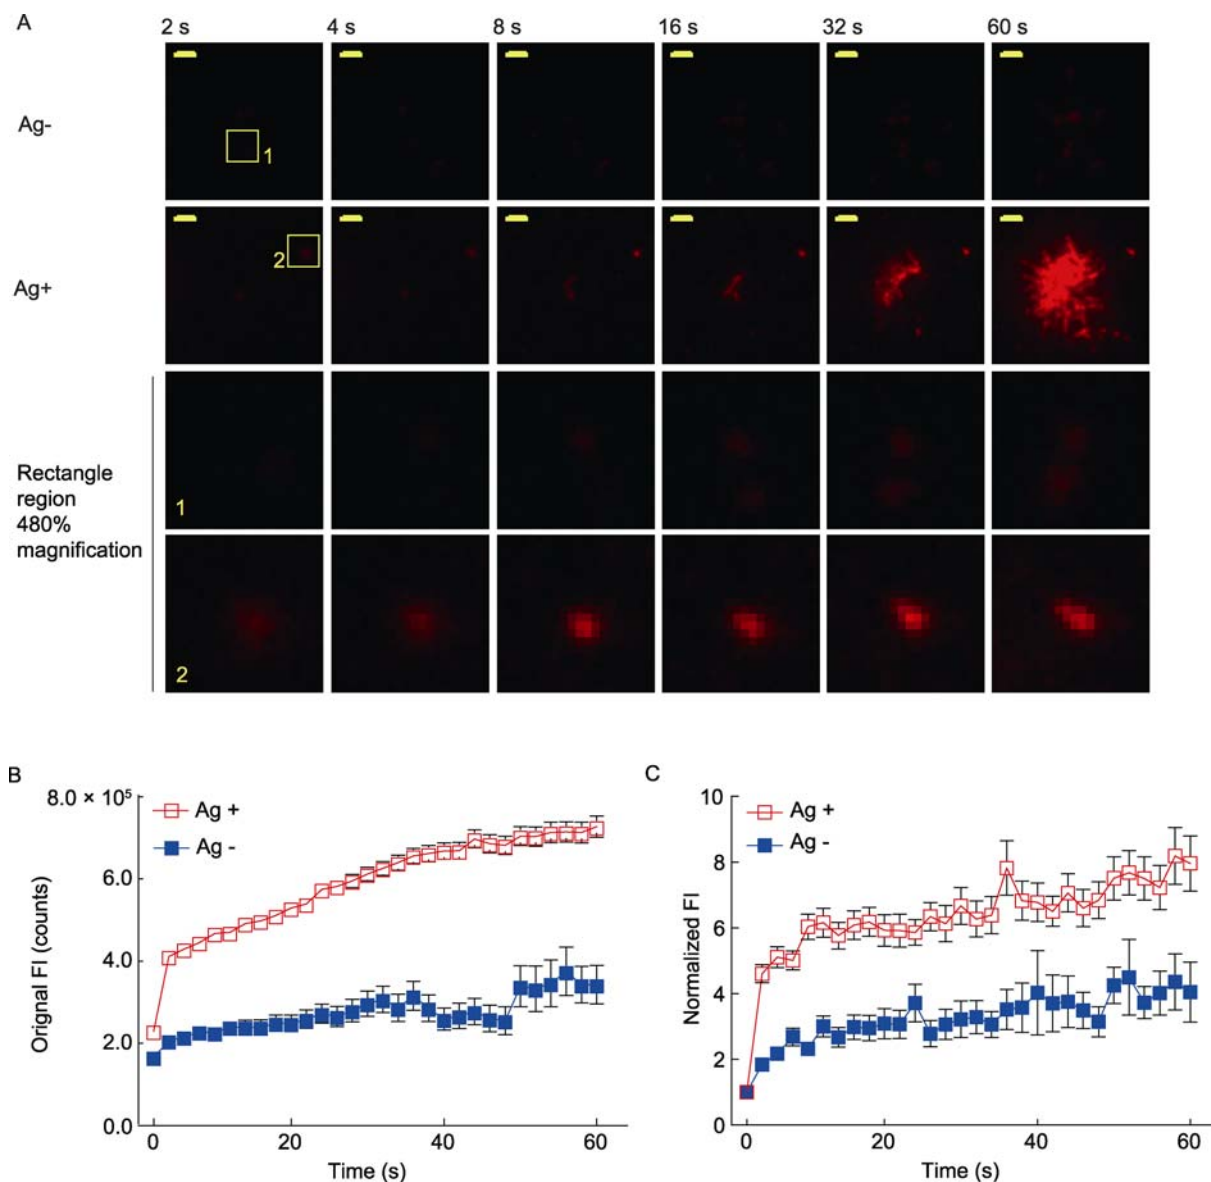 A
2 s 4 s 8 s 16 s 32 s 60 s
Ag-
1
Ag+
2
Rectangle
region
480%
magnification
1
2
B
8.0 × 10⁵
6.0
4.0
2.0
0.0
Orignal FI (counts)
Ag +
Ag -
0 20 40 60
Time (s)
C
10
8
6
4
2
0
Normalized FI
Ag +
Ag -
0 20 40 60
Time (s)